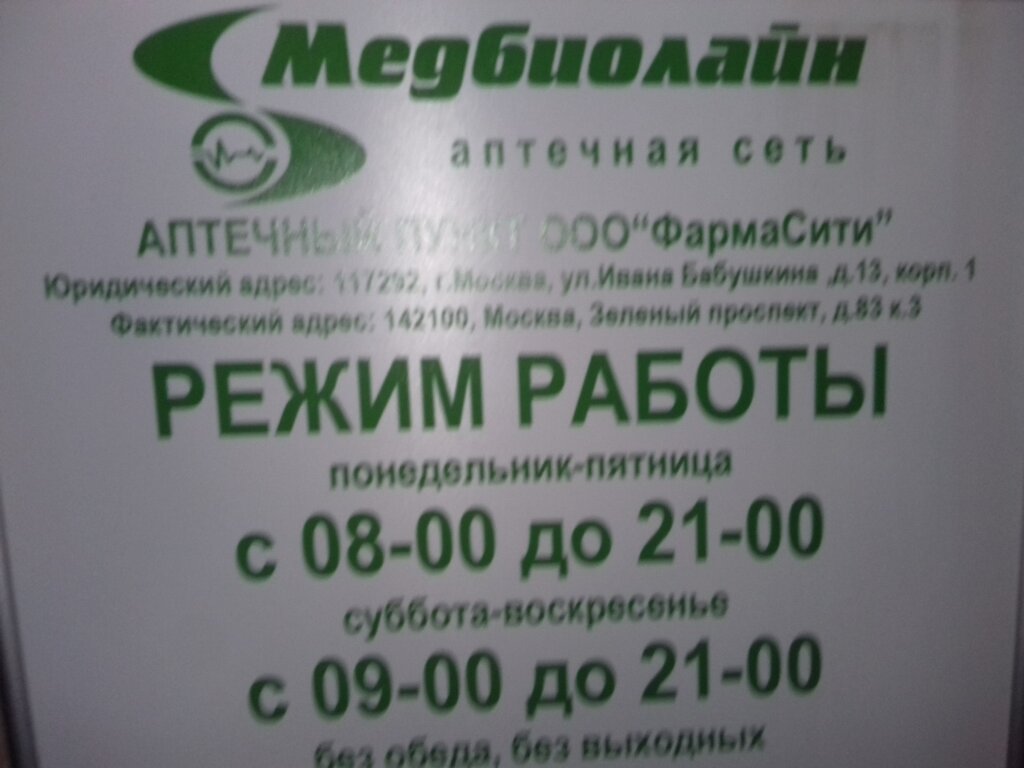 Медбиолайн
аптечная сеть
АПТЕЧНЫЙ ПУНКТ ООО"ФармаСити"
Юридический адрес: 117292, г.Москва, ул.Ивана Бабушкина ,д.13, корп. 1
Фактический адрес: 142100, Москва, Зеленый проспект, д.83 к.3
РЕЖИМ РАБОТЫ
понедельник-пятница
с 08-00 до 21-00
суббота-воскресенье
с 09-00 до 21-00
без обеда, без выходных